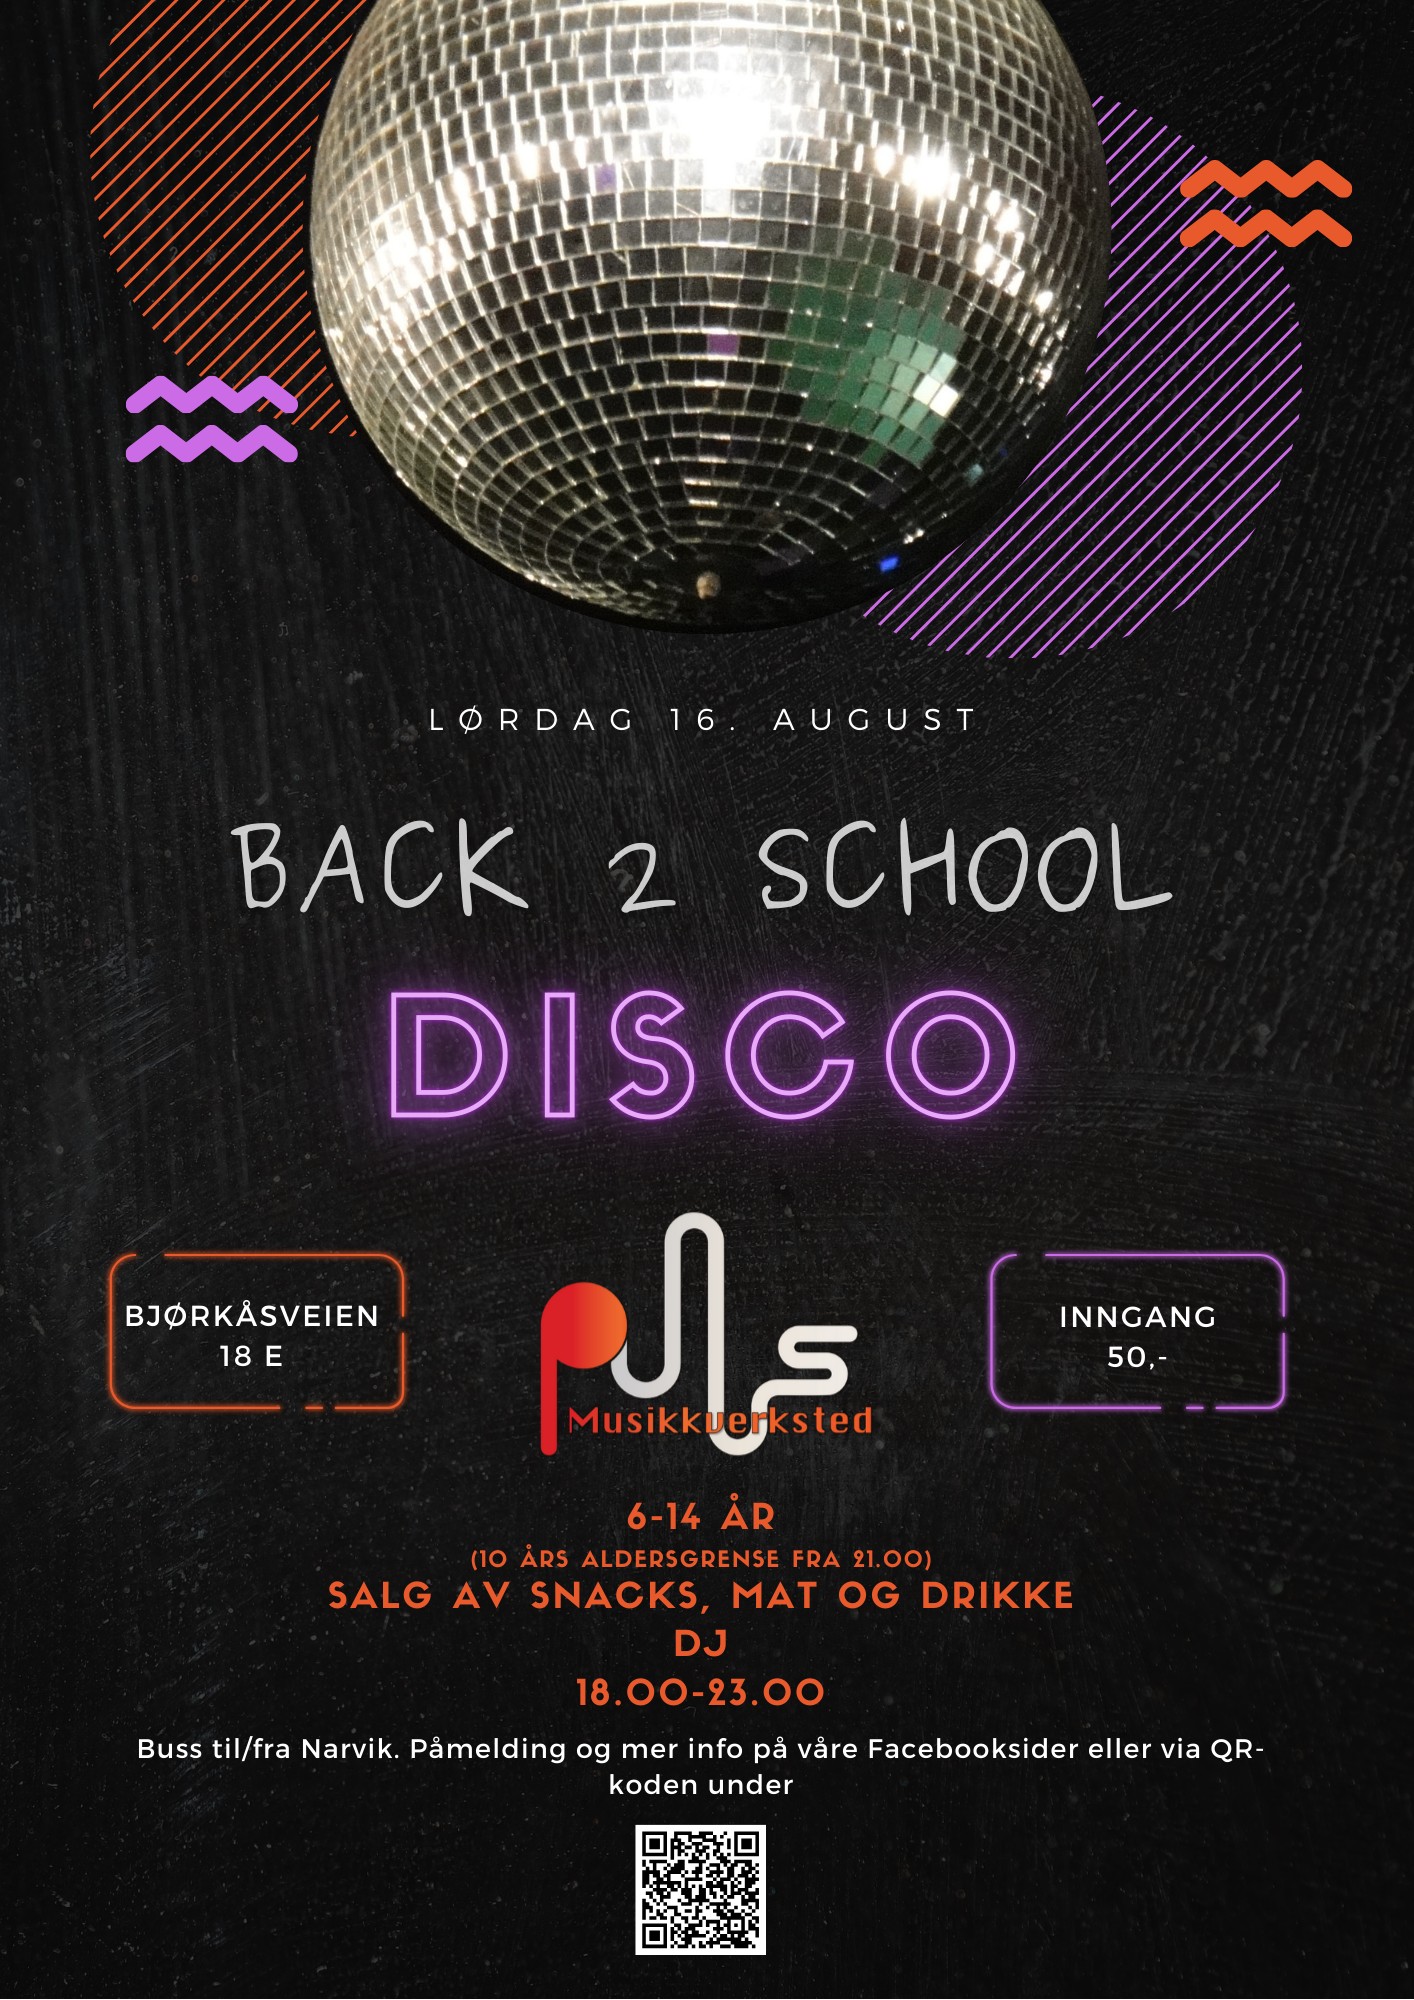 LØRDAG 16. AUGUST
BACK 2 SCHOOL
DISCO
BJØRKÅSVEIEN
18 E
Puls
Musikkverksted
INNGANG
50,-
6-14 ÅR
(10 ÅRS ALDERSGRENSE FRA 21.00)
SALG AV SNACKS, MAT OG DRIKKE
DJ
18.00-23.00
Buss til/fra Narvik. Påmelding og mer info på våre Facebooksider eller via QR-
koden under